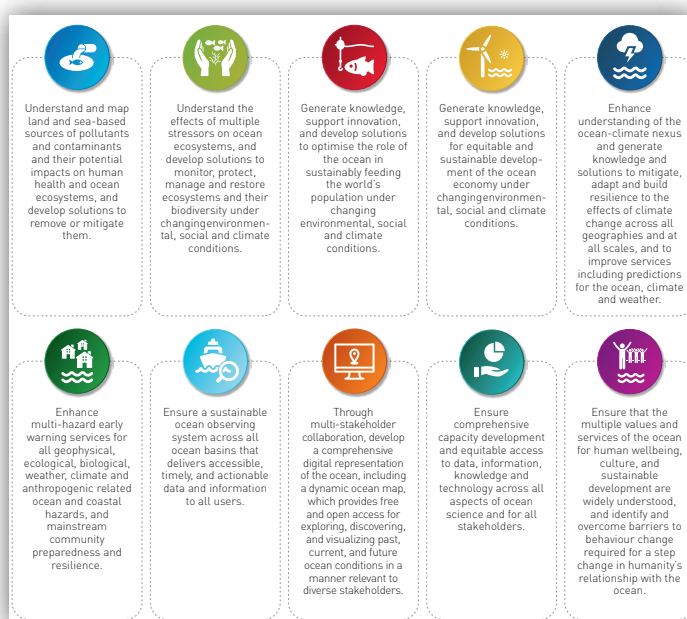 Understand and map
land and sea-based
sources of pollutants
and contaminants
and their potential
impacts on human
health and ocean
ecosystems, and
develop solutions to
remove or mitigate
them.
Understand the
effects of multiple
stressors on ocean
ecosystems, and
develop solutions to
monitor, protect,
manage and restore
ecosystems and their
biodiversity under
changingenvironmen-
tal, social and climate
conditions.
Generate knowledge,
support innovation,
and develop solutions
to optimise the role of
the ocean in
sustainably feeding
the world's
population under
changing
environmental, social
and climate
conditions.
Generate knowledge,
support innovation,
and develop solutions
for equitable and
sustainable develop-
ment of the ocean
economy under
changingenvironmen-
tal, social and climate
conditions.
Enhance
understanding of the
ocean-climate nexus
and generate
knowledge and
solutions to mitigate,
adapt and build
resilience to the
effects of climate
change across all
geographies and at
all scales, and to
improve services
including predictions
for the ocean, climate
and weather.
Enhance
multi-hazard early
warning services for
all geophysical,
ecological, biological,
weather, climate and
anthropogenic related
ocean and coastal
hazards, and
mainstream
community
preparedness and
resilience.
Ensure a sustainable
ocean observing
system across all
ocean basins that
delivers accessible,
timely, and actionable
data and information
to all users.
Through
multi-stakeholder
collaboration, develop
a comprehensive
digital representation
of the ocean, including
a dynamic ocean map,
which provides free
and open access for
exploring, discovering,
and visualizing past,
current, and future
ocean conditions in a
manner relevant to
diverse stakeholders.
Ensure
comprehensive
capacity development
and equitable access
to data, information,
knowledge and
technology across all
aspects of ocean
science and for all
stakeholders.
Ensure that the
multiple values and
services of the ocean
for human wellbeing,
culture, and
sustainable
development are
widely understood,
and identify and
overcome barriers to
behaviour change
required for a step
change in humanity's
relationship with the
ocean.